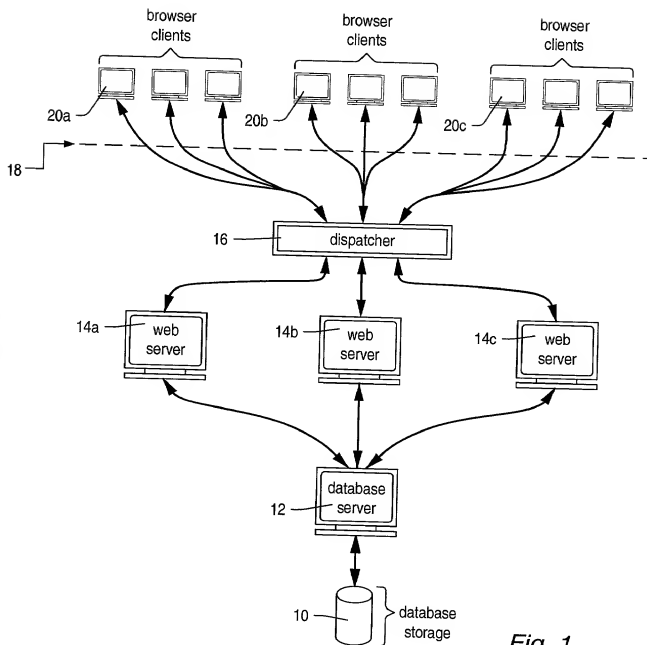 browser
clients
browser
clients
browser
clients
20a
20b
20c
18
16
dispatcher
14a
web
server
14b
web
server
14c
web
server
12
database
server
10
database
storage
Fig. 1